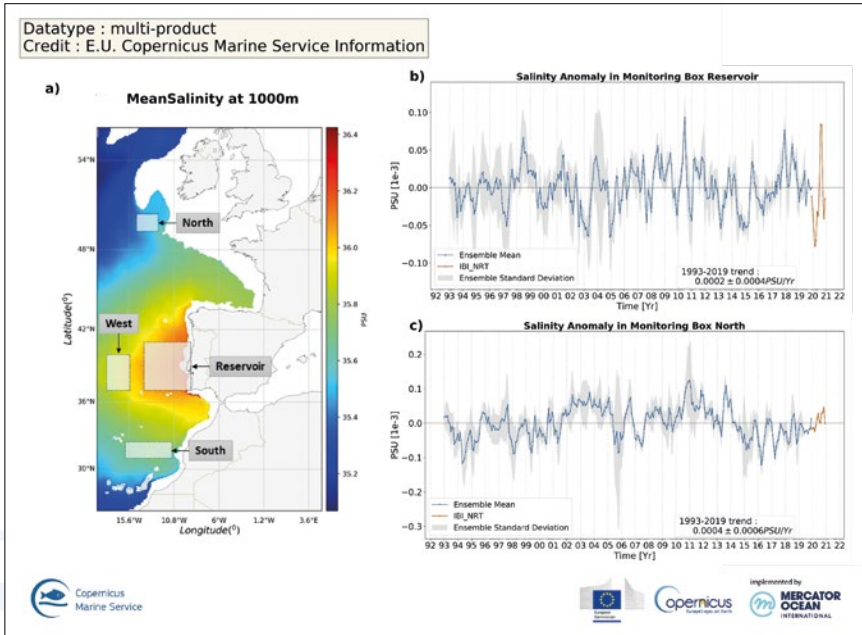 Datatype : multi-product
Credit : E.U. Copernicus Marine Service Information
a)
MeanSalinity at 1000m
54°N
48°N
42°N
36°N
30°N
Latitude(⁰)
15.6°W 10.8°W 6°W 1.2°W 3.6°E
Longitude(⁰)
North
West
Reservoir
South
36.4
36.2
36.0
35.8
35.6
35.4
35.2
PSU
b)
Salinity Anomaly in Monitoring Box Reservoir
0.10
0.05
0.00
−0.05
−0.10
PSU [1e-3]
Ensemble Mean
IBI_NRT
Ensemble Standard Deviation
1993-2019 trend :
0.0002 ± 0.0004PSU/Yr
92 93 94 95 96 97 98 99 00 01 02 03 04 05 06 07 08 09 10 11 12 13 14 15 16 17 18 19 20 21 22
Time [Yr]
c)
Salinity Anomaly in Monitoring Box North
0.2
0.1
0.0
−0.1
−0.2
−0.3
PSU [1e-3]
Ensemble Mean
IBI_NRT
Ensemble Standard Deviation
1993-2019 trend :
0.0004 ± 0.0006PSU/Yr
92 93 94 95 96 97 98 99 00 01 02 03 04 05 06 07 08 09 10 11 12 13 14 15 16 17 18 19 20 21 22
Time [Yr]
Copernicus
Marine Service
European
Commission
Copernicus
Europe's eyes on Earth
implemented by
MERCATOR
OCEAN
INTERNATIONAL